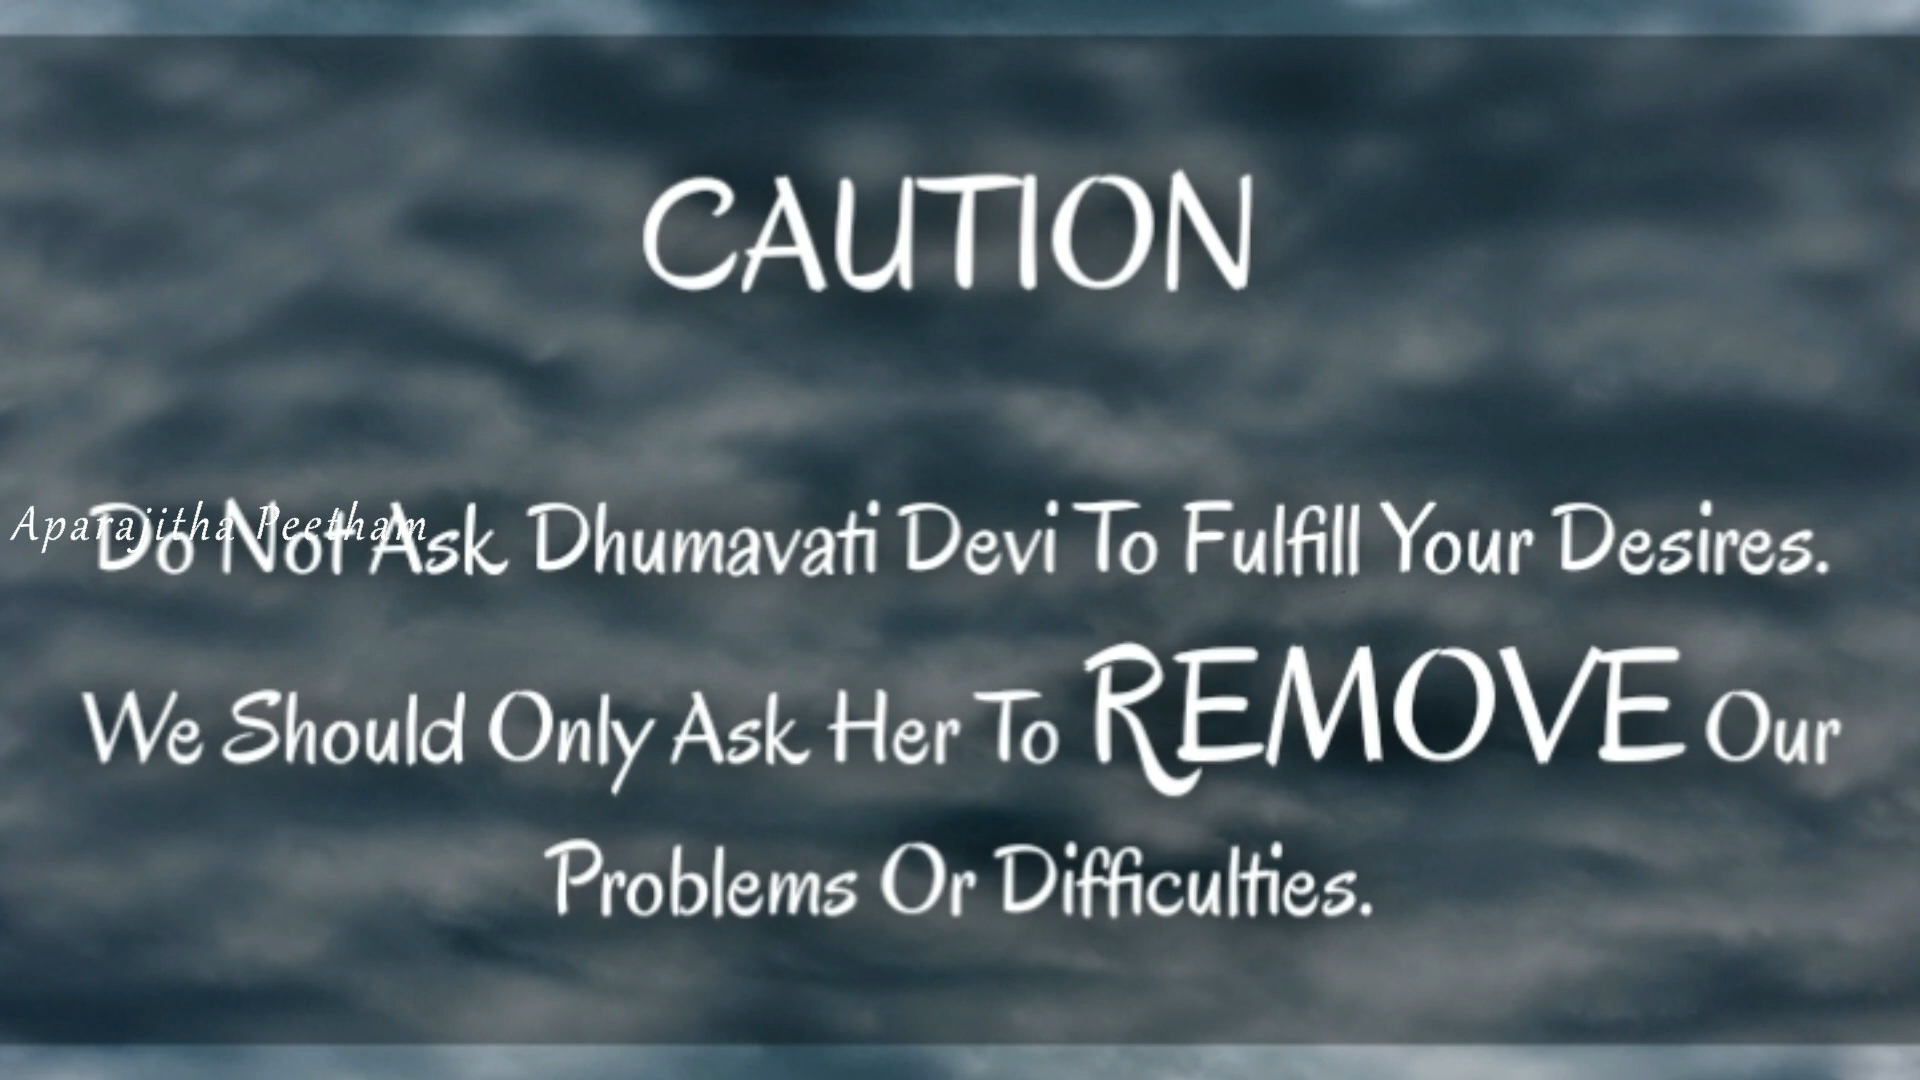 CAUTION
Aparajitha Peetham
Do Not Ask Dhumavati Devi To Fulfill Your Desires.
We Should Only Ask Her To REMOVE Our
Problems Or Difficulties.